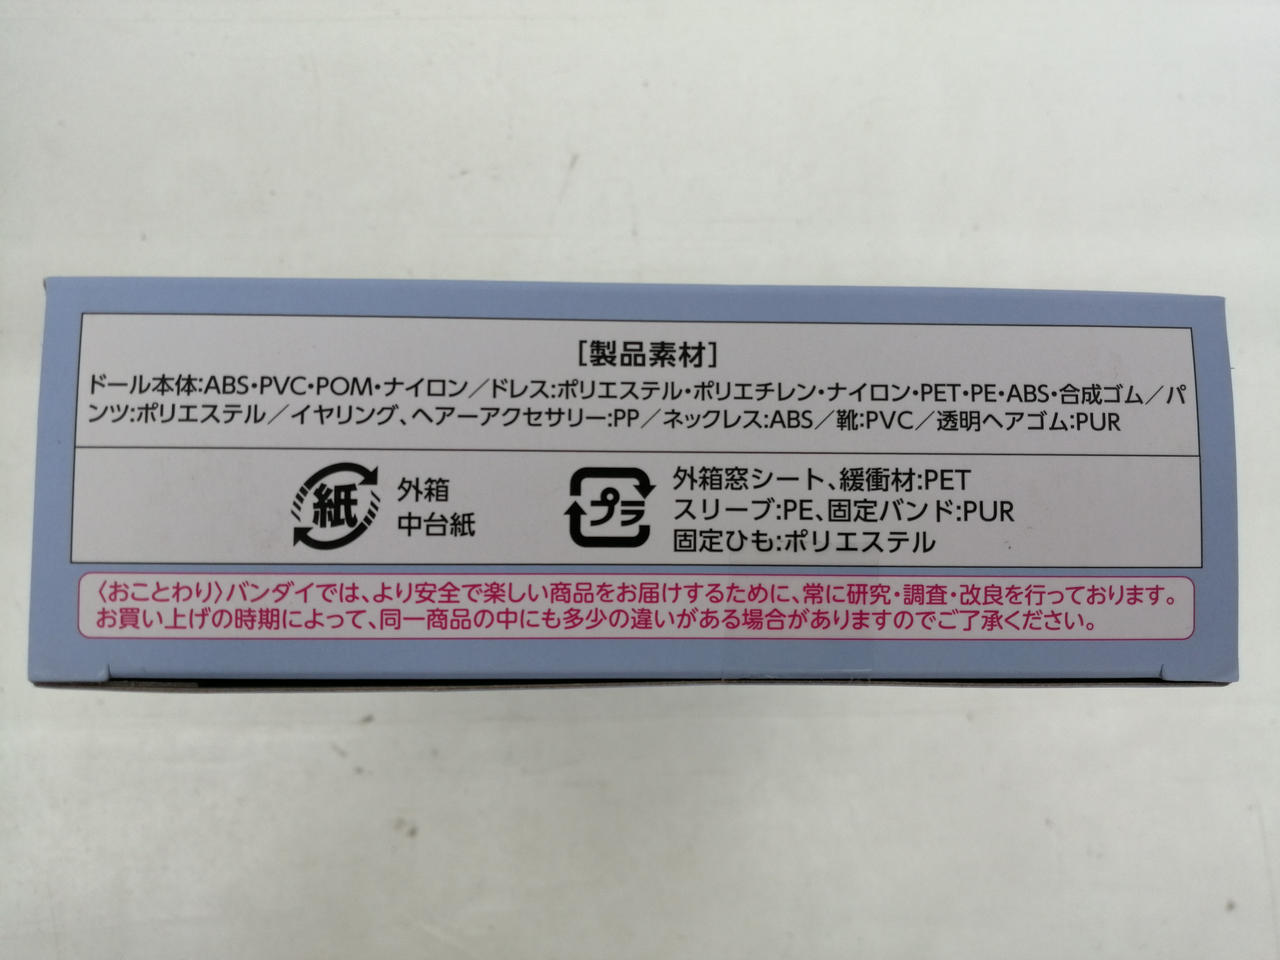 [製品素材]
ドール本体:ABS・PVC・POM・ナイロン／ドレス:ポリエステル・ポリエチレン・ナイロン・PET・PE・ABS・合成ゴム／パ
ンツ:ポリエステル／イヤリング、ヘアーアクセサリー:PP／ネックレス:ABS／靴:PVC／透明ヘアゴム:PUR
紙
外箱
中台紙
プラ
外箱窓シート、緩衝材:PET
スリーブ:PE、固定バンド:PUR
固定ひも:ポリエステル
〈おことわり〉バンダイでは、より安全で楽しい商品をお届けするために、常に研究・調査・改良を行っております。
お買い上げの時期によって、同一商品の中にも多少の違いがある場合がありますのでご了承ください。